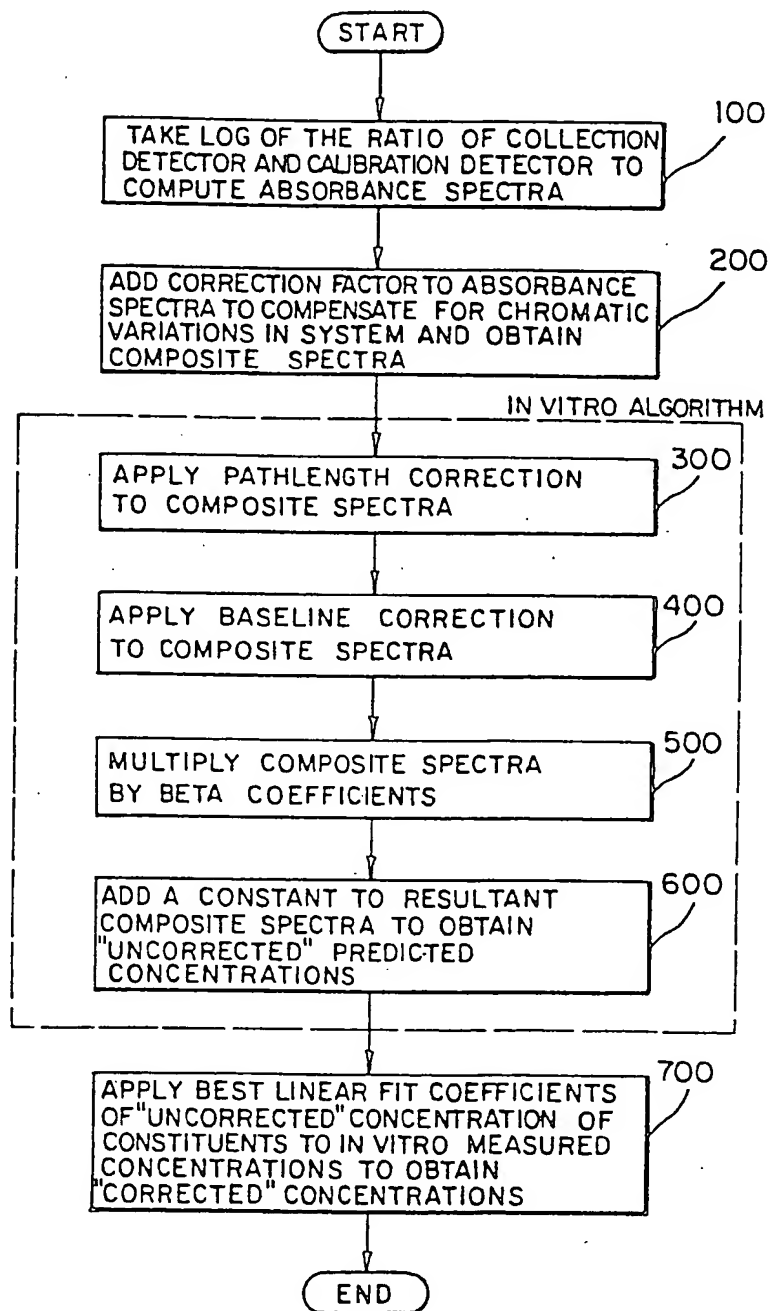 START
100
TAKE LOG OF THE RATIO OF COLLECTION
DETECTOR AND CALIBRATION DETECTOR TO
COMPUTE ABSORBANCE SPECTRA
200
ADD CORRECTION FACTOR TO ABSORBANCE
SPECTRA TO COMPENSATE FOR CHROMATIC
VARIATIONS IN SYSTEM AND OBTAIN
COMPOSITE SPECTRA
IN VITRO ALGORITHM
300
APPLY PATHLENGTH CORRECTION
TO COMPOSITE SPECTRA
400
APPLY BASELINE CORRECTION
TO COMPOSITE SPECTRA
500
MULTIPLY COMPOSITE SPECTRA
BY BETA COEFFICIENTS
600
ADD A CONSTANT TO RESULTANT
COMPOSITE SPECTRA TO OBTAIN
"UNCORRECTED" PREDICTED
CONCENTRATIONS
700
APPLY BEST LINEAR FIT COEFFICIENTS
OF "UNCORRECTED" CONCENTRATION OF
CONSTITUENTS TO IN VITRO MEASURED
CONCENTRATIONS TO OBTAIN
"CORRECTED" CONCENTRATIONS
END